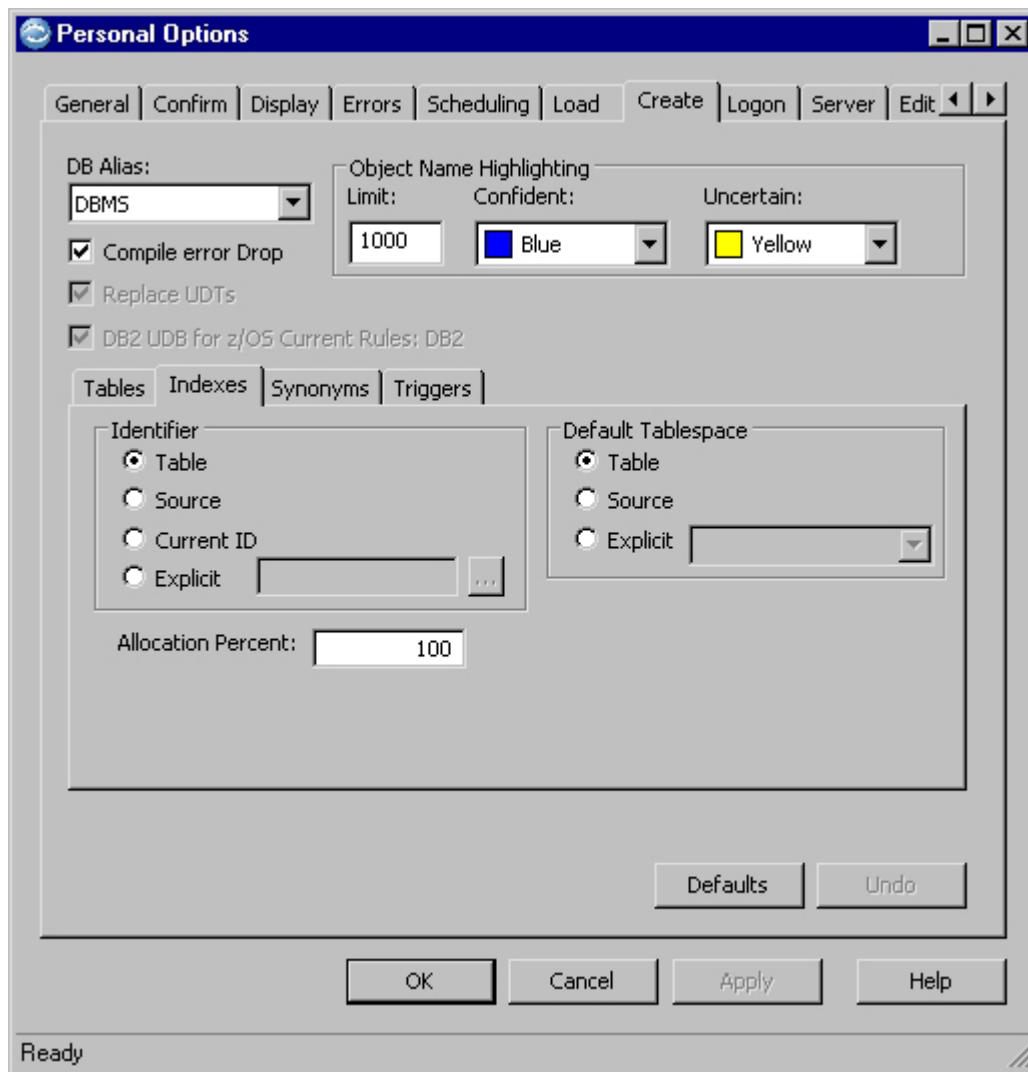 Personal Options
General Confirm Display Errors Scheduling Load Create Logon Server Edit
DB Alias:
DBMS
Object Name Highlighting
Limit: Confident: Uncertain:
1000 Blue Yellow
Compile error Drop
Replace UDTs
DB2 UDB for z/OS Current Rules: DB2
Tables Indexes Synonyms Triggers
Identifier
Table
Source
Current ID
Explicit ...
Default Tablespace
Table
Source
Explicit
Allocation Percent: 100
Defaults Undo
OK Cancel Apply Help
Ready